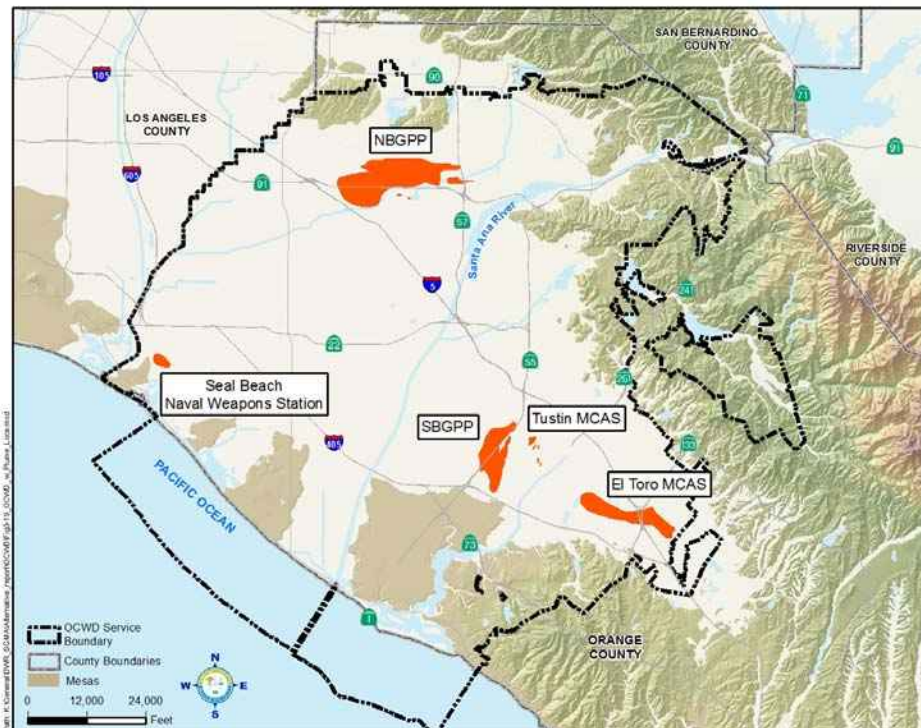 SAN BERNARDINO
COUNTY
105
90
71
LOS ANGELES
COUNTY
NBGPP
605
91
91
57
Santa Ana River
RIVERSIDE
COUNTY
5
241
22
55
261
Seal Beach
Naval Weapons Station
SBGPP
Tustin MCAS
405
133
El Toro MCAS
PACIFIC OCEAN
73
1
ORANGE
COUNTY
OCWD Service
Boundary
County Boundaries
Mesas
0 12,000 24,000
Feet
N
W E
S